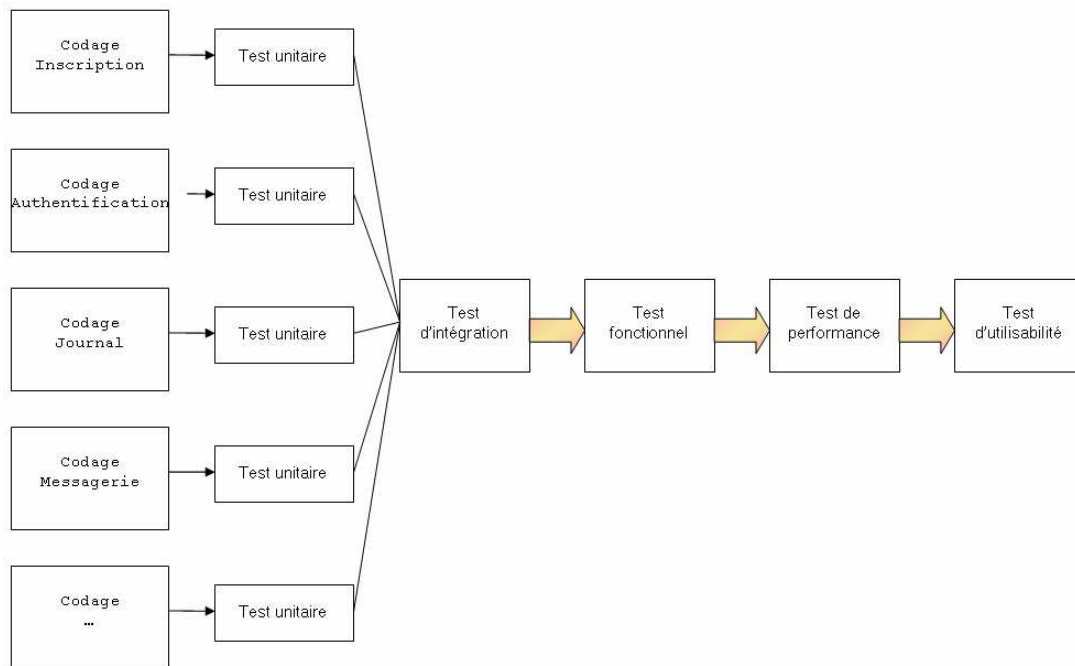 Codage
Inscription
Test unitaire
Codage
Authentification
Test unitaire
Codage
Journal
Test unitaire
Codage
Messagerie
Test unitaire
Codage
…
Test unitaire
Test
d'intégration
Test
fonctionnel
Test de
performance
Test
d'utilisabilité